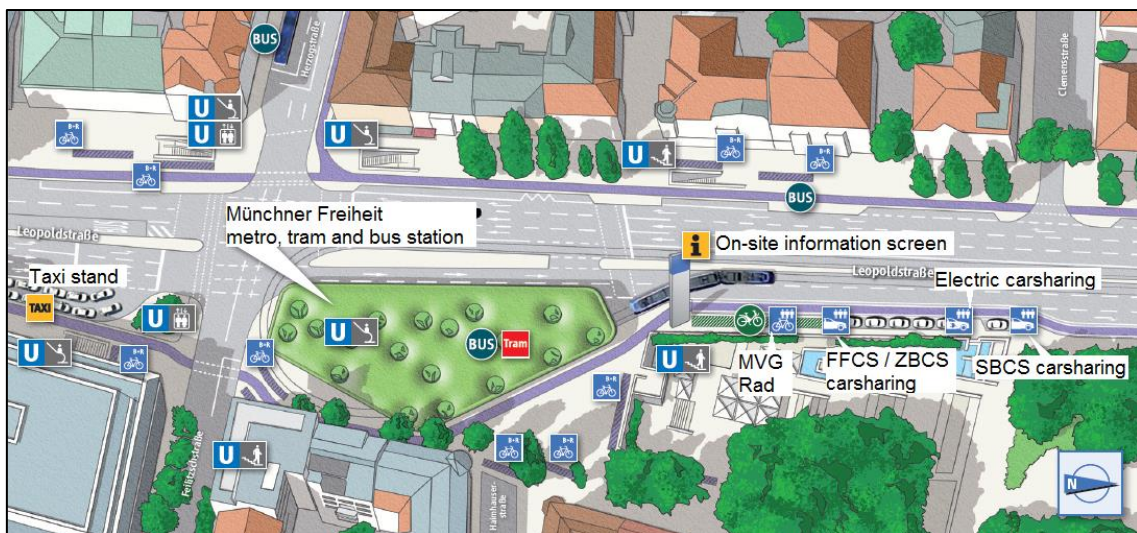 BUS
Herzogstraße
Clemensstraße
U
U
U
U
B+R
B+R
B+R
B+R
BUS
Münchner Freiheit
metro, tram and bus station
i
On-site information screen
Leopoldstraße
Leopoldstraße
Electric carsharing
Taxi stand
TAXI
U
U
BUS
Tram
U
B+R
B+R
U
MVG
Rad
FFCS / ZBCS
carsharing
SBCS carsharing
B+R
U
B+R
B+R
Feilitzschstraße
Haimhauser-
straße
N